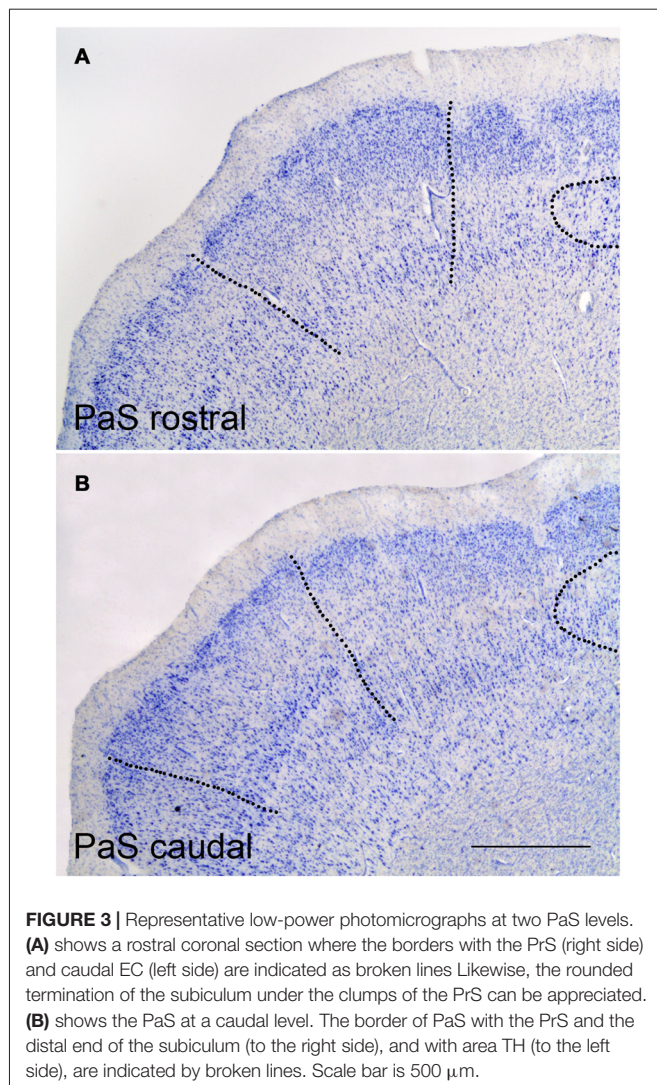 A
PaS rostral
B
PaS caudal
FIGURE 3 | Representative low-power photomicrographs at two PaS levels.
(A) shows a rostral coronal section where the borders with the PrS (right side)
and caudal EC (left side) are indicated as broken lines Likewise, the rounded
termination of the subiculum under the clumps of the PrS can be appreciated.
(B) shows the PaS at a caudal level. The border of PaS with the PrS and the
distal end of the subiculum (to the right side), and with area TH (to the left
side), are indicated by broken lines. Scale bar is 500 μm.